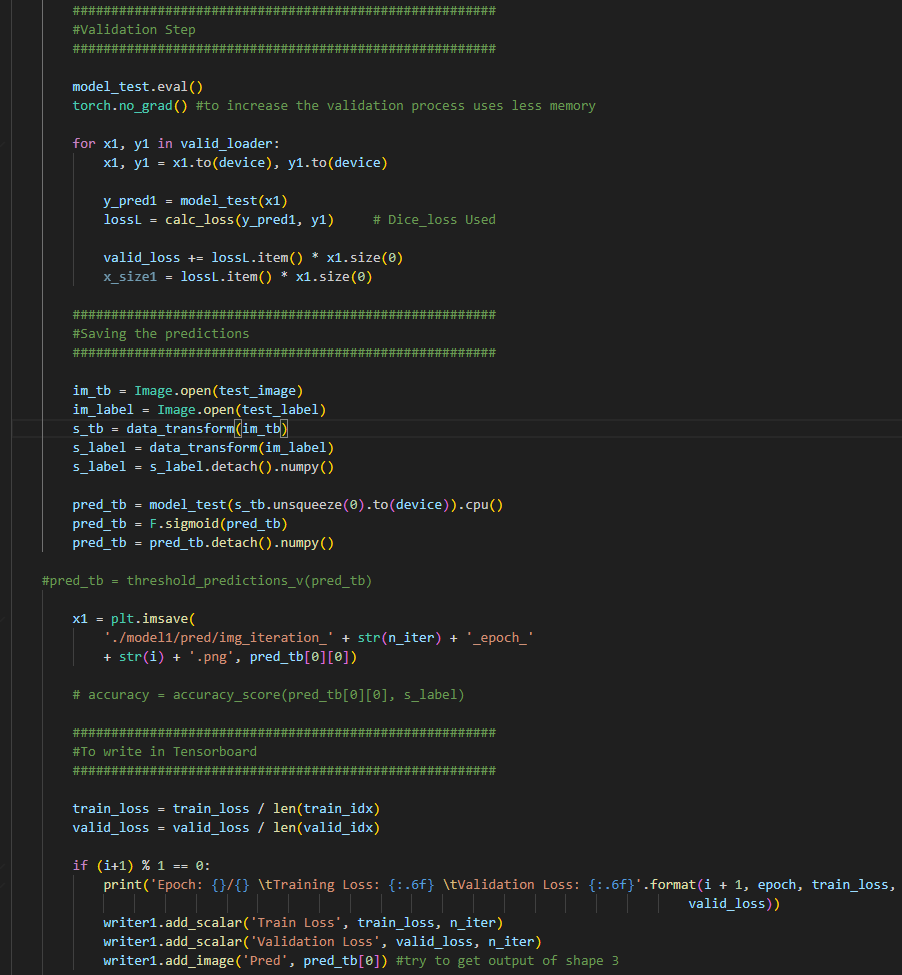 #######################################################
#Validation Step
#######################################################
model_test.eval()
torch.no_grad() #to increase the validation process uses less memory
for x1, y1 in valid_loader:
x1, y1 = x1.to(device), y1.to(device)
y_pred1 = model_test(x1)
lossL = calc_loss(y_pred1, y1)     # Dice_loss Used
valid_loss += lossL.item() * x1.size(0)
x_size1 = lossL.item() * x1.size(0)
#######################################################
#Saving the predictions
#######################################################
im_tb = Image.open(test_image)
im_label = Image.open(test_label)
s_tb = data_transform(im_tb)
s_label = data_transform(im_label)
s_label = s_label.detach().numpy()
pred_tb = model_test(s_tb.unsqueeze(0).to(device)).cpu()
pred_tb = F.sigmoid(pred_tb)
pred_tb = pred_tb.detach().numpy()
#pred_tb = threshold_predictions_v(pred_tb)
x1 = plt.imsave(
'./model1/pred/img_iteration_' + str(n_iter) + '_epoch_'
+ str(i) + '.png', pred_tb[0][0])
# accuracy = accuracy_score(pred_tb[0][0], s_label)
#######################################################
#To write in Tensorboard
#######################################################
train_loss = train_loss / len(train_idx)
valid_loss = valid_loss / len(valid_idx)
if (i+1) % 1 == 0:
print('Epoch: {}/{} \tTraining Loss: {:.6f} \tValidation Loss: {:.6f}'.format(i + 1, epoch, train_loss,
valid_loss))
writer1.add_scalar('Train Loss', train_loss, n_iter)
writer1.add_scalar('Validation Loss', valid_loss, n_iter)
writer1.add_image('Pred', pred_tb[0]) #try to get output of shape 3